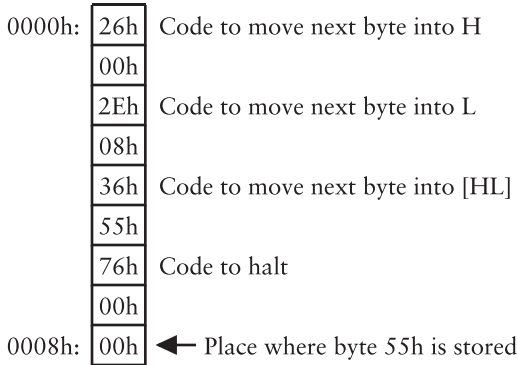 0000h: 26h Code to move next byte into H
00h
2Eh Code to move next byte into L
08h
36h Code to move next byte into [HL]
55h
76h Code to halt
00h
0008h: 00h Place where byte 55h is stored